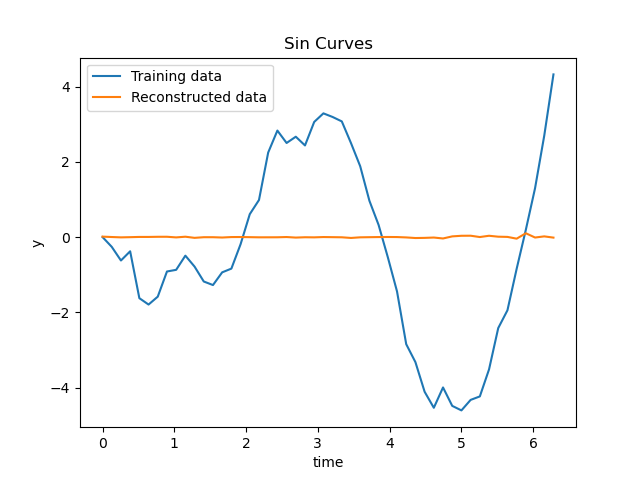 Sin Curves
Training data
Reconstructed data
4
2
0
−2
−4
y
0 1 2 3 4 5 6
time